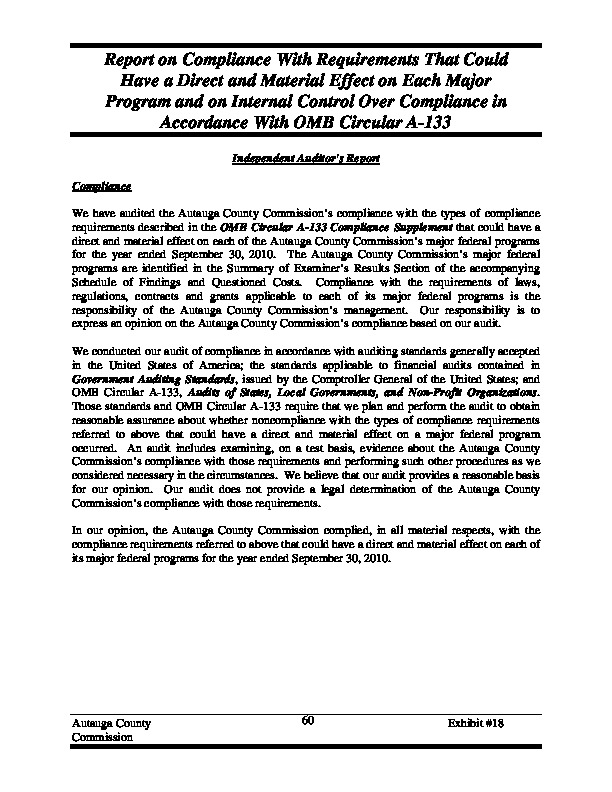 Report on Compliance With Requirements That Could
Have a Direct and Material Effect on Each Major
Program and on Internal Control Over Compliance in
Accordance With OMB Circular A-133
Independent Auditor's Report
Compliance
We have audited the Autauga County Commission's compliance with the types of compliance
requirements described in the OMB Circular A-133 Compliance Supplement that could have a
direct and material effect on each of the Autauga County Commission's major federal programs
for the year ended September 30, 2010. The Autauga County Commission's major federal
programs are identified in the Summary of Examiner's Results Section of the accompanying
Schedule of Findings and Questioned Costs. Compliance with the requirements of laws,
regulations, contracts and grants applicable to each of its major federal programs is the
responsibility of the Autauga County Commission's management. Our responsibility is to
express an opinion on the Autauga County Commission's compliance based on our audit.
We conducted our audit of compliance in accordance with auditing standards generally accepted
in the United States of America; the standards applicable to financial audits contained in
Government Auditing Standards, issued by the Comptroller General of the United States; and
OMB Circular A-133, Audits of States, Local Governments, and Non-Profit Organizations.
Those standards and OMB Circular A-133 require that we plan and perform the audit to obtain
reasonable assurance about whether noncompliance with the types of compliance requirements
referred to above that could have a direct and material effect on a major federal program
occurred. An audit includes examining, on a test basis, evidence about the Autauga County
Commission's compliance with those requirements and performing such other procedures as we
considered necessary in the circumstances. We believe that our audit provides a reasonable basis
for our opinion. Our audit does not provide a legal determination of the Autauga County
Commission's compliance with those requirements.
In our opinion, the Autauga County Commission complied, in all material respects, with the
compliance requirements referred to above that could have a direct and material effect on each of
its major federal programs for the year ended September 30, 2010.
Autauga County 60 Exhibit #18
Commission